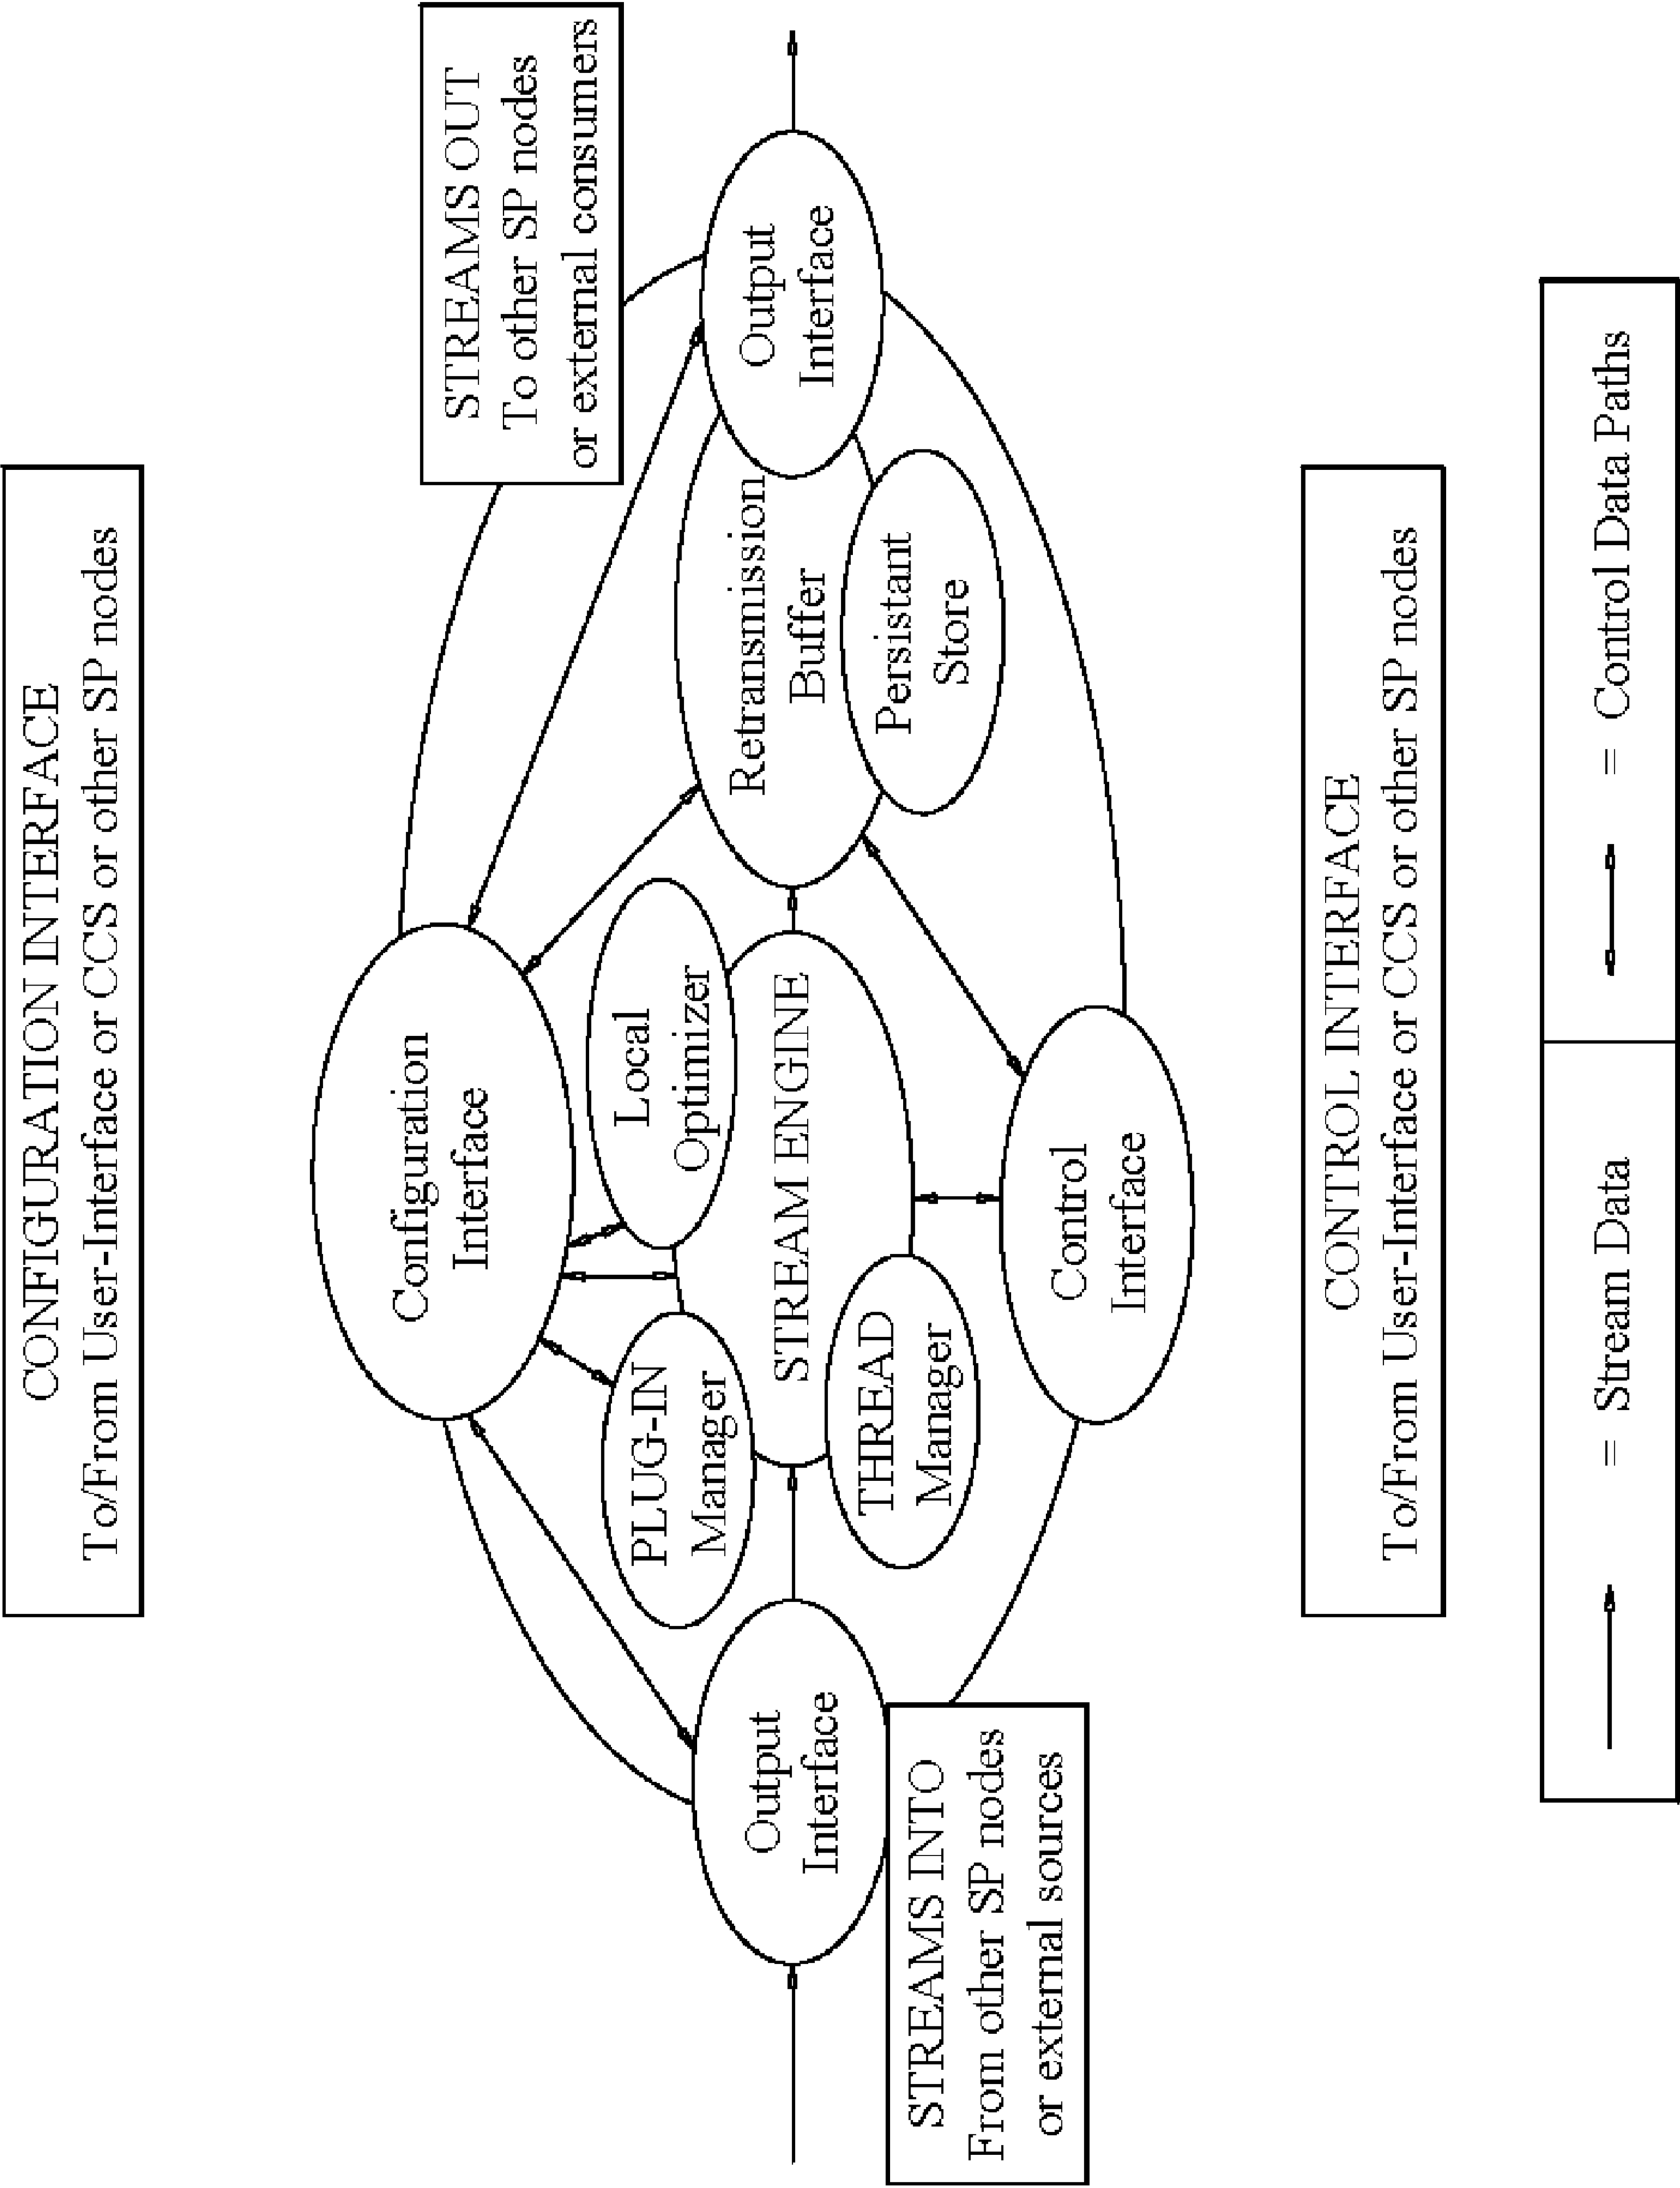 CONFIGURATION INTERFACE
To/From User-Interface or CCS or other SP nodes
STREAMS OUT
To other SP nodes
or external consumers
Configuration
Interface
Local
Optimizer
PLUG-IN
Manager
STREAM ENGINE
THREAD
Manager
Output
Interface
Retransmission
Buffer
Persistant
Store
Output
Interface
Control
Interface
STREAMS INTO
From other SP nodes
or external sources
CONTROL INTERFACE
To/From User-Interface or CCS or other SP nodes
= Stream Data
= Control Data Paths